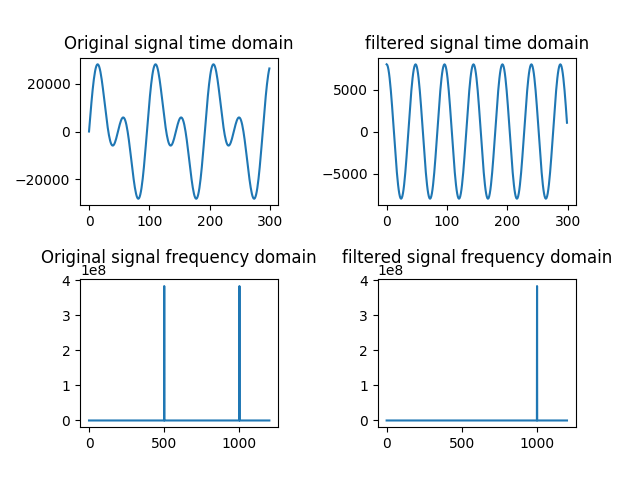 Original signal time domain
20000
0
−20000
0 100 200 300
filtered signal time domain
5000
0
−5000
0 100 200 300
Original signal frequency domain
1e8
4
3
2
1
0
0 500 1000
filtered signal frequency domain
1e8
4
3
2
1
0
0 500 1000